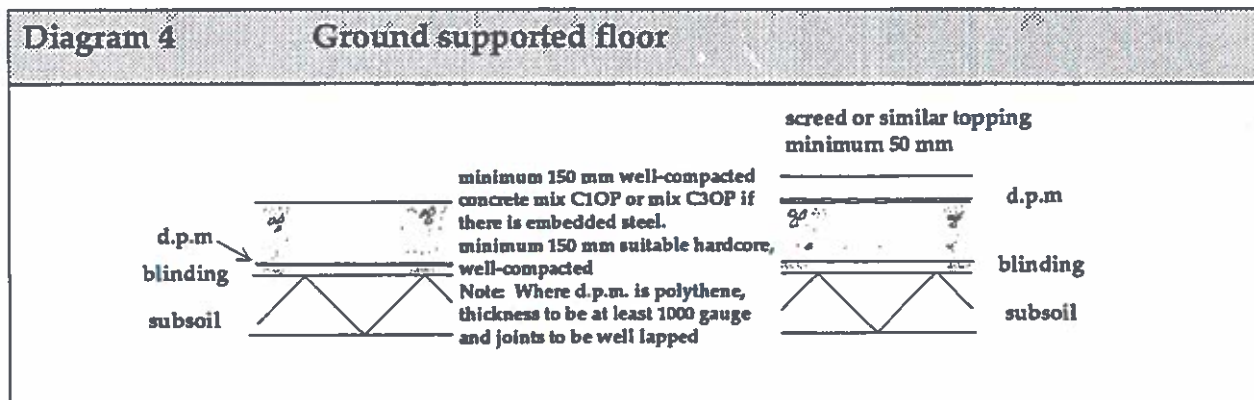 Diagram 4 Ground supported floor
screed or similar topping
minimum 50 mm
minimum 150 mm well-compacted
concrete mix C1OP or mix C3OP if
there is embedded steel.
minimum 150 mm suitable hardcore,
well-compacted
Note: Where d.p.m. is polythene,
thickness to be at least 1000 gauge
and joints to be well lapped
d.p.m
blinding
subsoil
d.p.m
blinding
subsoil